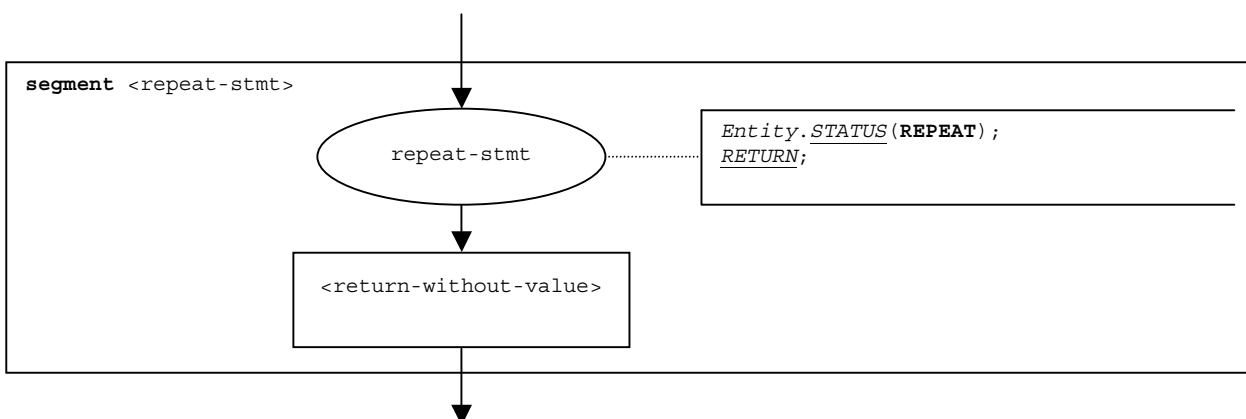 segment <repeat-stmt>
repeat-stmt
Entity.STATUS(REPEAT);
RETURN;
<return-without-value>